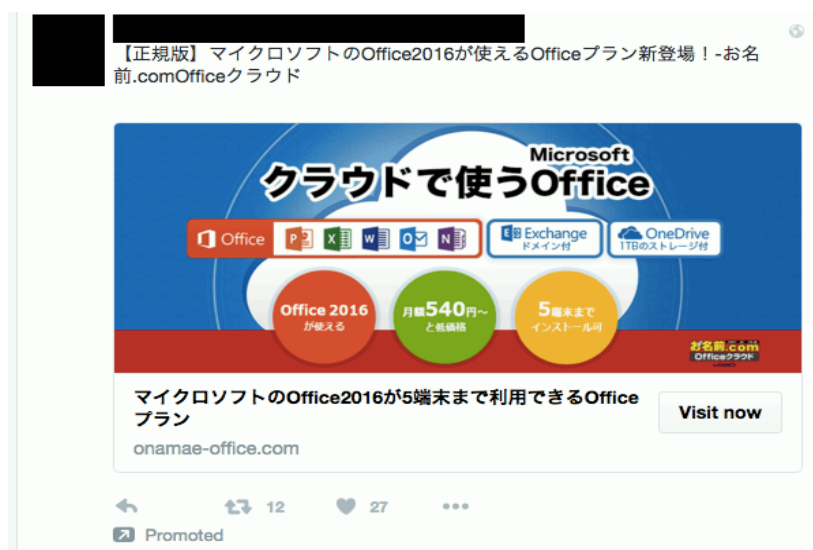 【正規版】マイクロソフトのOffice2016が使えるOfficeプラン新登場！-お名
前.comOfficeクラウド
Microsoft
クラウドで使うOffice
Office
Exchange
ドメイン付
OneDrive
1TBのストレージ付
Office 2016
が使える
月額540円～
と低価格
5端末まで
インストール可
お名前.com
Officeクラウド
マイクロソフトのOffice2016が5端末まで利用できるOffice
プラン
Visit now
onamae-office.com
12
27
Promoted